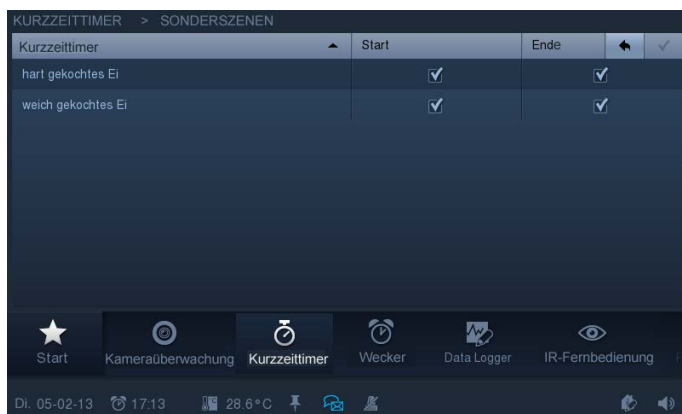 KURZZEITTIMER > SONDERSZENEN
Kurzzeittimer Start Ende
hart gekochtes Ei
weich gekochtes Ei
Start Kameraüberwachung Kurzzeittimer Wecker Data Logger IR-Fernbedienung
Di. 05-02-13 17:13 28.6°C